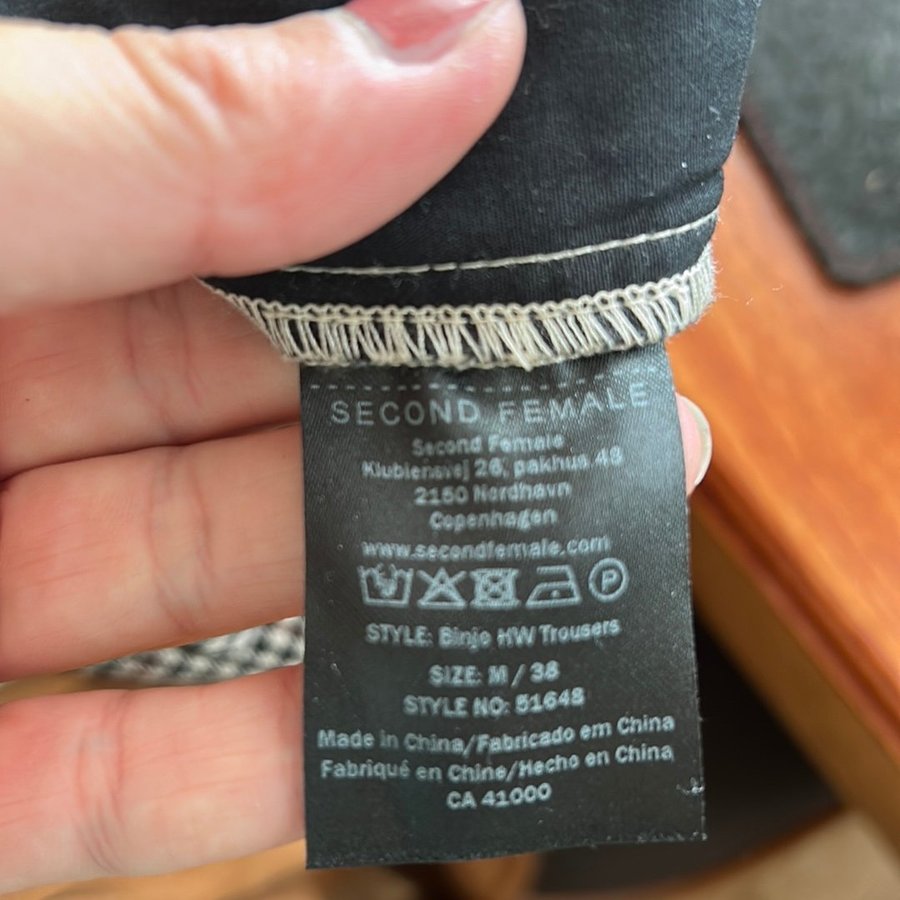 SECOND FEMALE
Second Female
Klubiensvej 26, pakhus 48
2150 Nordhavn
Copenhagen
www.secondfemale.com
P
STYLE: Binjo HW Trousers
SIZE: M / 38
STYLE NO: 51648
Made in China/Fabricado em China
Fabriqué en Chine/Hecho en China
CA 41000